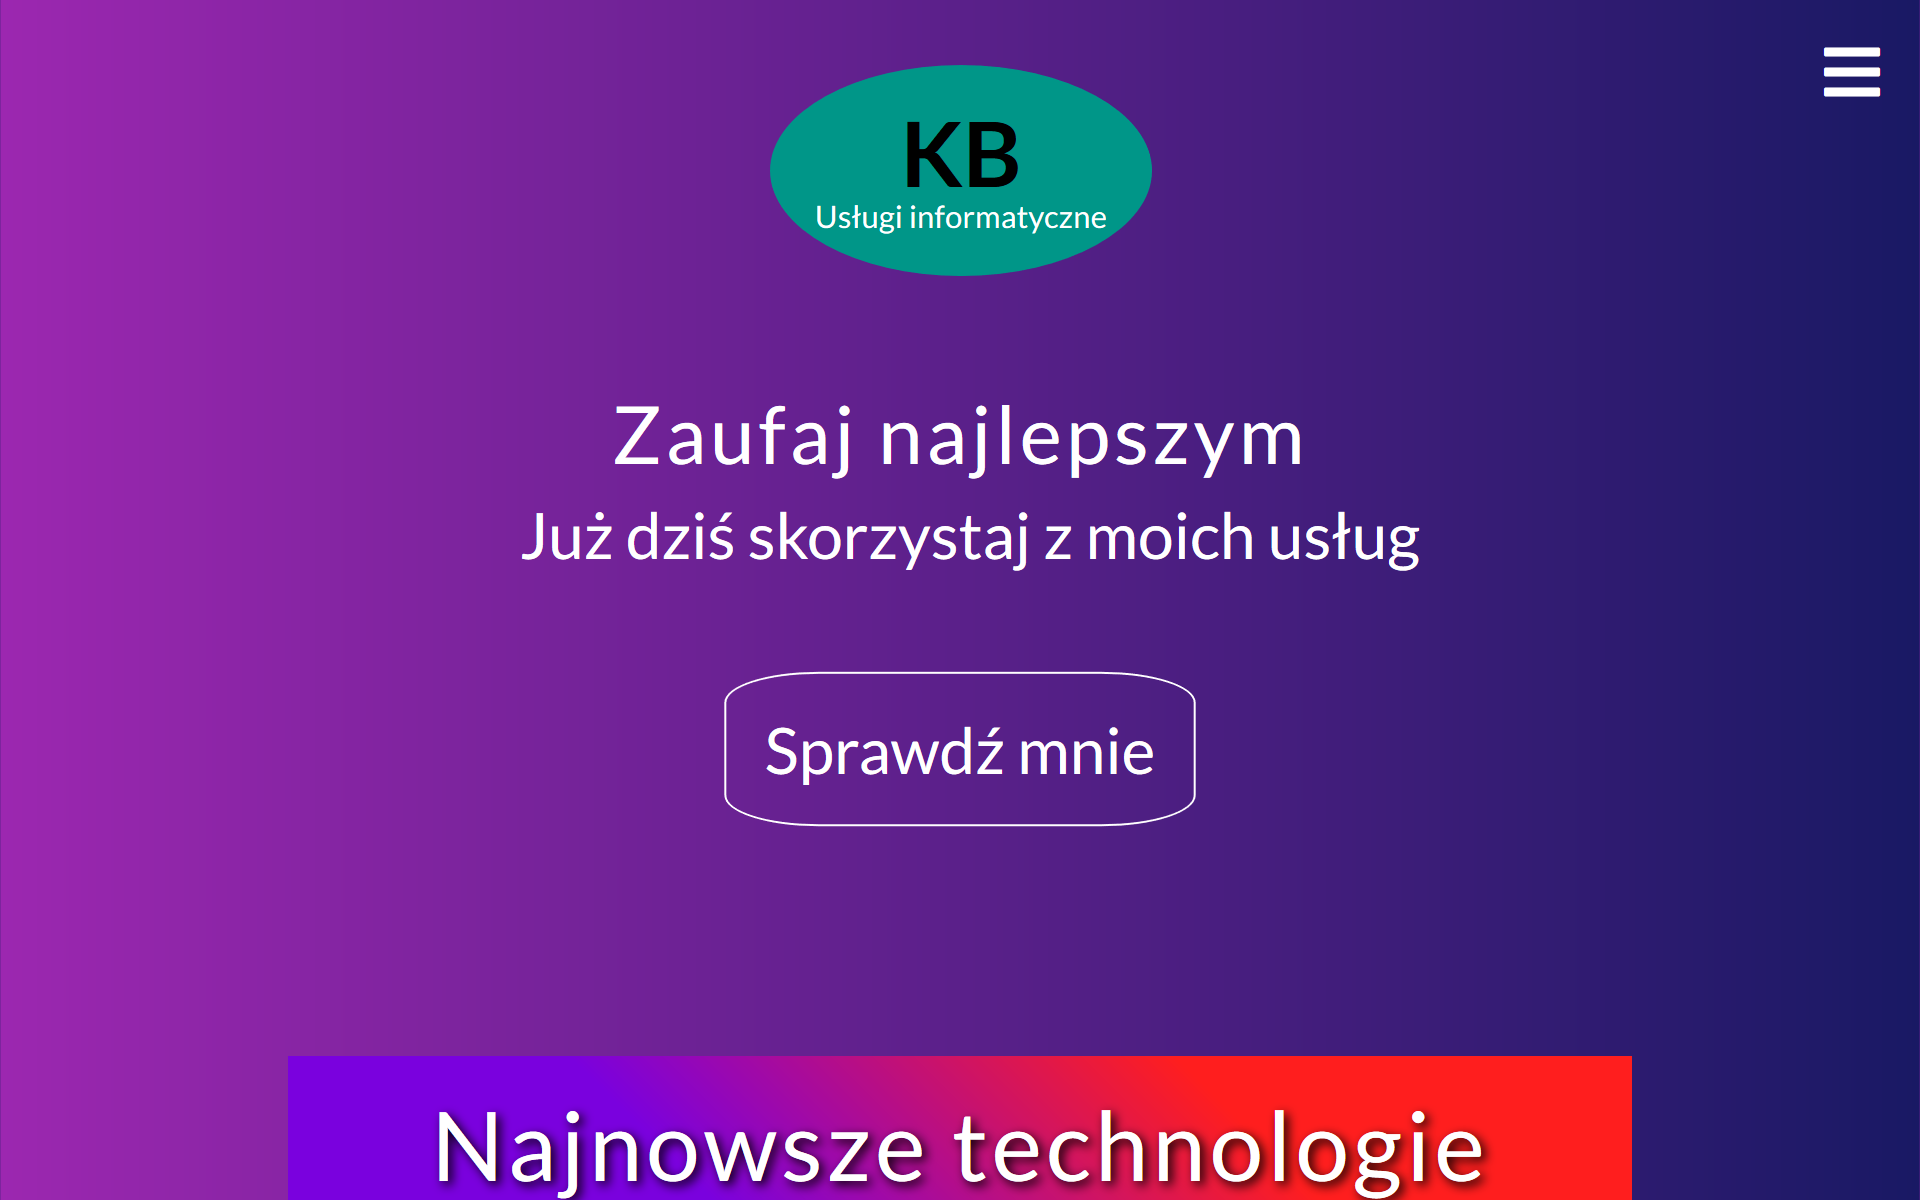 KB
Usługi informatyczne
Zaufaj najlepszym
Już dziś skorzystaj z moich usług
Sprawdź mnie
Najnowsze technologie